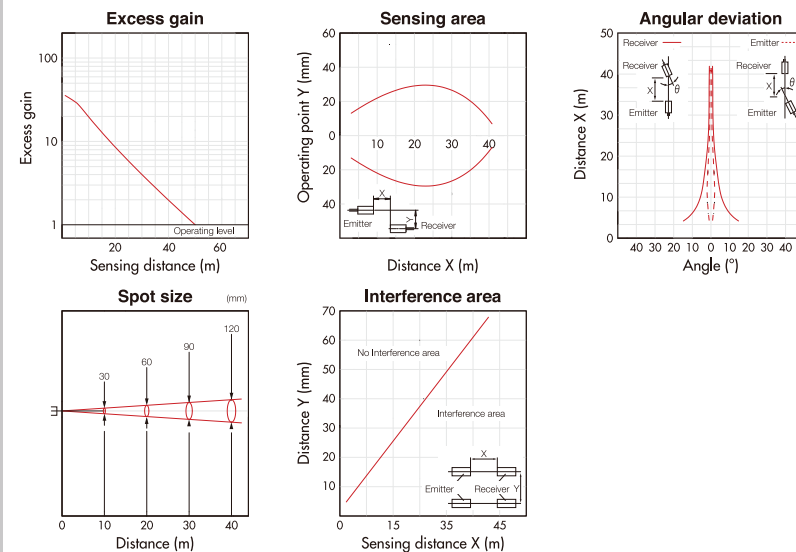 Excess gain
100
10
1
Excess gain
Operating level
20 40 60
Sensing distance (m)
Sensing area
60
40
20
0
20
40
Operating point Y (mm)
10 20 30 40
X
Y
Emitter
Receiver
Distance X (m)
Angular deviation
50
40
30
20
10
0
Distance X (m)
Receiver
Emitter
Receiver
X
θ
Emitter
Receiver
X
θ
Emitter
40 30 20 10 0 10 20 30 40
Angle (°)
Spot size
(mm)
30
60
90
120
0 10 20 30 40
Distance (m)
Interference area
70
60
50
40
30
20
10
Distance Y (mm)
No Interference area
Interference area
X
Emitter
Receiver
Y
0 15 35 45
Sensing distance X (m)